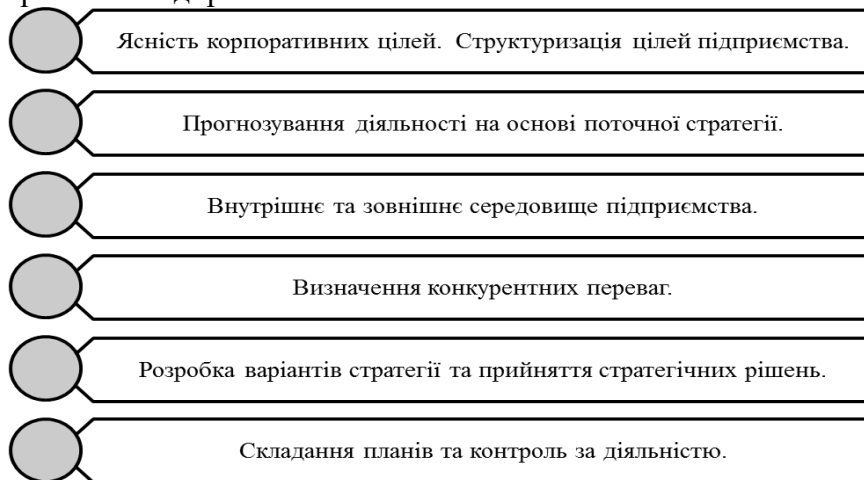 Ясність корпоративних цілей. Структуризація цілей підприємства.
Прогнозування діяльності на основі поточної стратегії.
Внутрішнє та зовнішнє середовище підприємства.
Визначення конкурентних переваг.
Розробка варіантів стратегії та прийняття стратегічних рішень.
Складання планів та контроль за діяльністю.